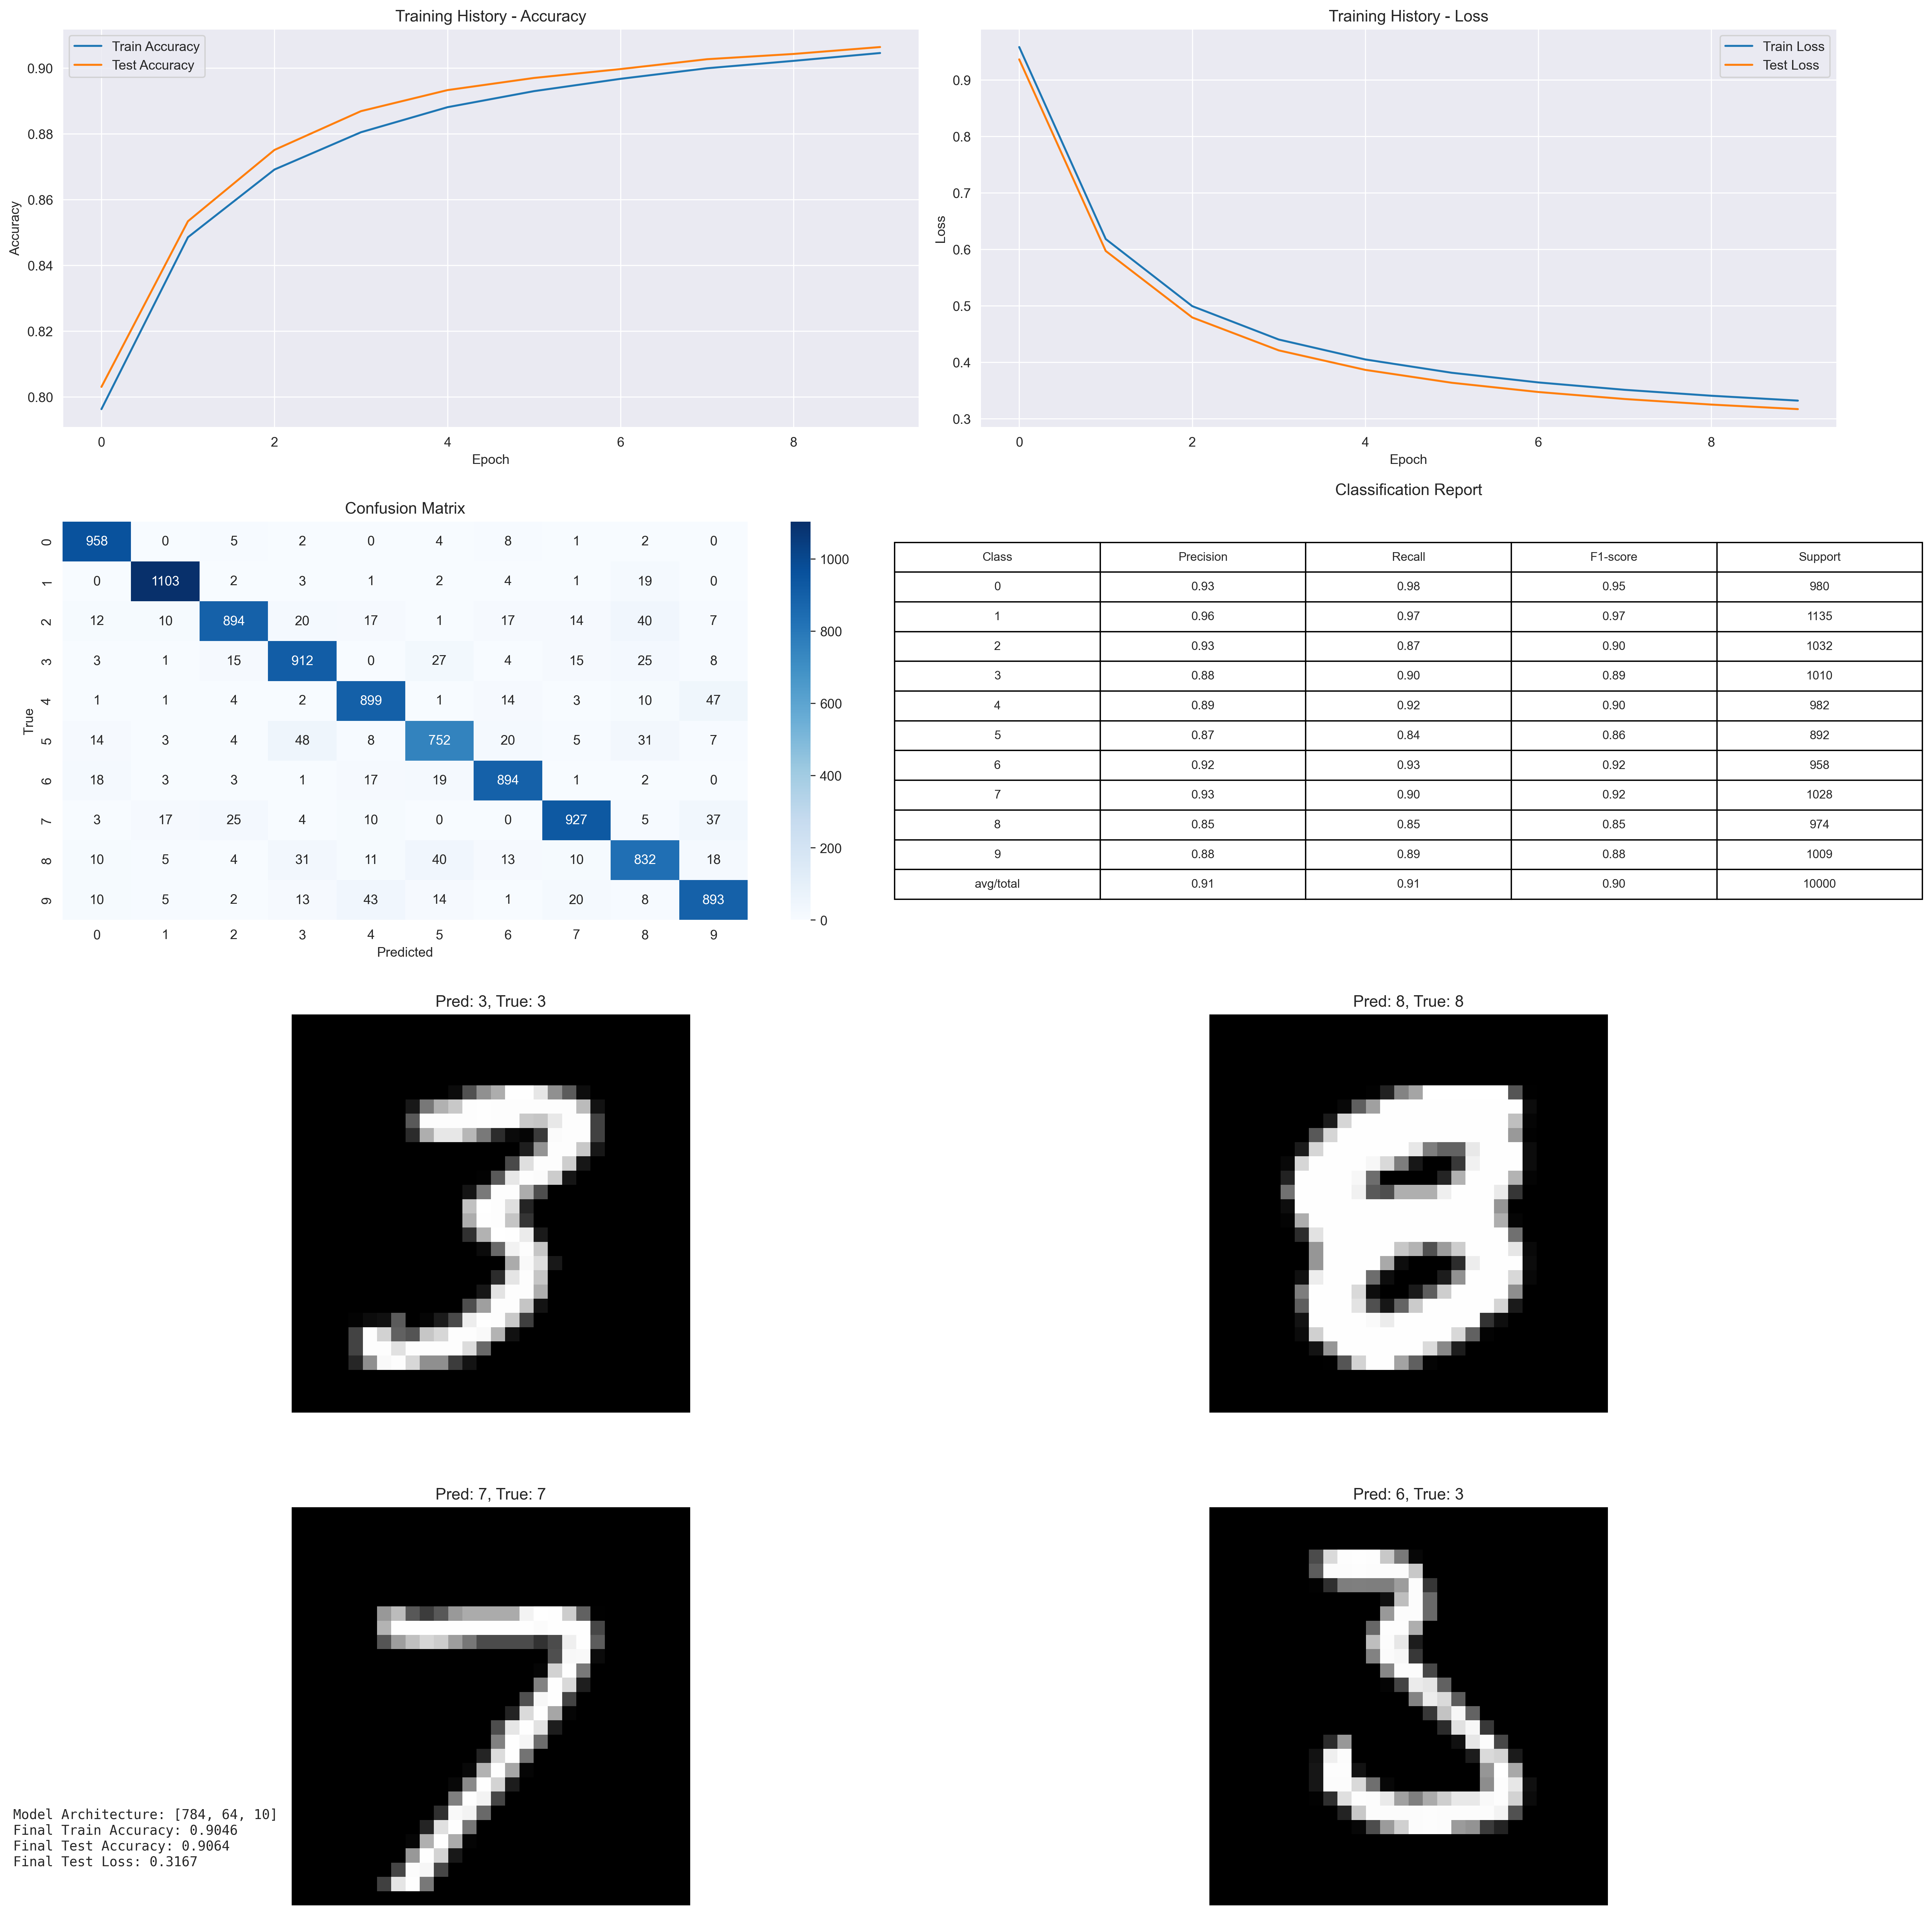 Training History - Accuracy
Train Accuracy
Test Accuracy
0.90
0.88
0.86
0.84
0.82
0.80
Accuracy
0 2 4 6 8
Epoch
Training History - Loss
Train Loss
Test Loss
0.9
0.8
0.7
0.6
0.5
0.4
0.3
Loss
0 2 4 6 8
Epoch
Confusion Matrix
True
0 958 0 5 2 0 4 8 1 2 0
1 0 1103 2 3 1 2 4 1 19 0
2 12 10 894 20 17 1 17 14 40 7
3 3 1 15 912 0 27 4 15 25 8
4 1 1 4 2 899 1 14 3 10 47
5 14 3 4 48 8 752 20 5 31 7
6 18 3 3 1 17 19 894 1 2 0
7 3 17 25 4 10 0 0 927 5 37
8 10 5 4 31 11 40 13 10 832 18
9 10 5 2 13 43 14 1 20 8 893
0 1 2 3 4 5 6 7 8 9
Predicted
1000
800
600
400
200
0
Classification Report
Class Precision Recall F1-score Support
0 0.93 0.98 0.95 980
1 0.96 0.97 0.97 1135
2 0.93 0.87 0.90 1032
3 0.88 0.90 0.89 1010
4 0.89 0.92 0.90 982
5 0.87 0.84 0.86 892
6 0.92 0.93 0.92 958
7 0.93 0.90 0.92 1028
8 0.85 0.85 0.85 974
9 0.88 0.89 0.88 1009
avg/total 0.91 0.91 0.90 10000
Pred: 3, True: 3
3
Pred: 8, True: 8
8
Pred: 7, True: 7
7
Pred: 6, True: 3
3
Model Architecture: [784, 64, 10]
Final Train Accuracy: 0.9046
Final Test Accuracy: 0.9064
Final Test Loss: 0.3167